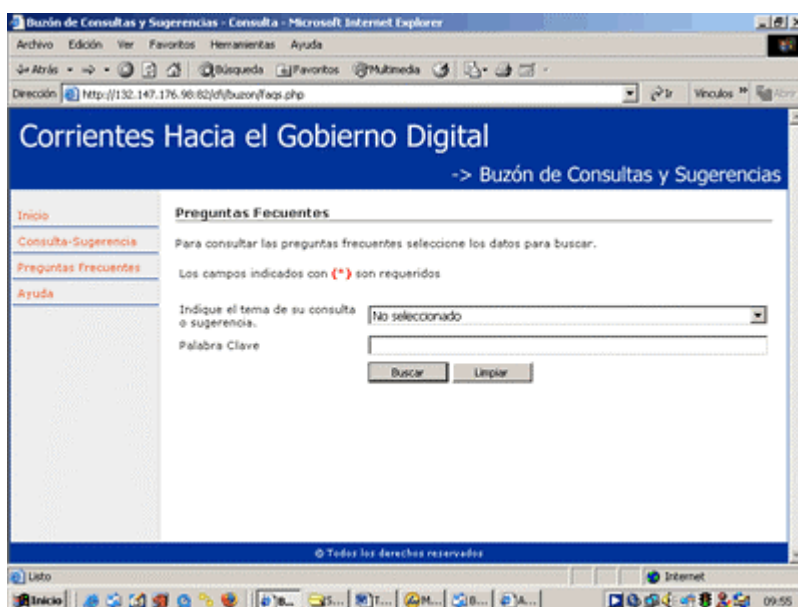 Buzón de Consultas y Sugerencias - Consulta - Microsoft Internet Explorer
Archivo Edición Ver Favoritos Herramientas Ayuda
Atrás Búsqueda Favoritos Multimedia
Dirección http://132.147.176.98:82/cfi/buzon/faqs.php Ir Vínculos
Corrientes Hacia el Gobierno Digital
-> Buzón de Consultas y Sugerencias
Inicio
Consulta-Sugerencia
Preguntas Frecuentes
Ayuda
Preguntas Fecuentes
Para consultar las preguntas frecuentes seleccione los datos para buscar.
Los campos indicados con (*) son requeridos
Indique el tema de su consulta
o sugerencia.
No seleccionado
Palabra Clave
Buscar Limpiar
© Todos los derechos reservados
Listo Internet
Inicio 09:55